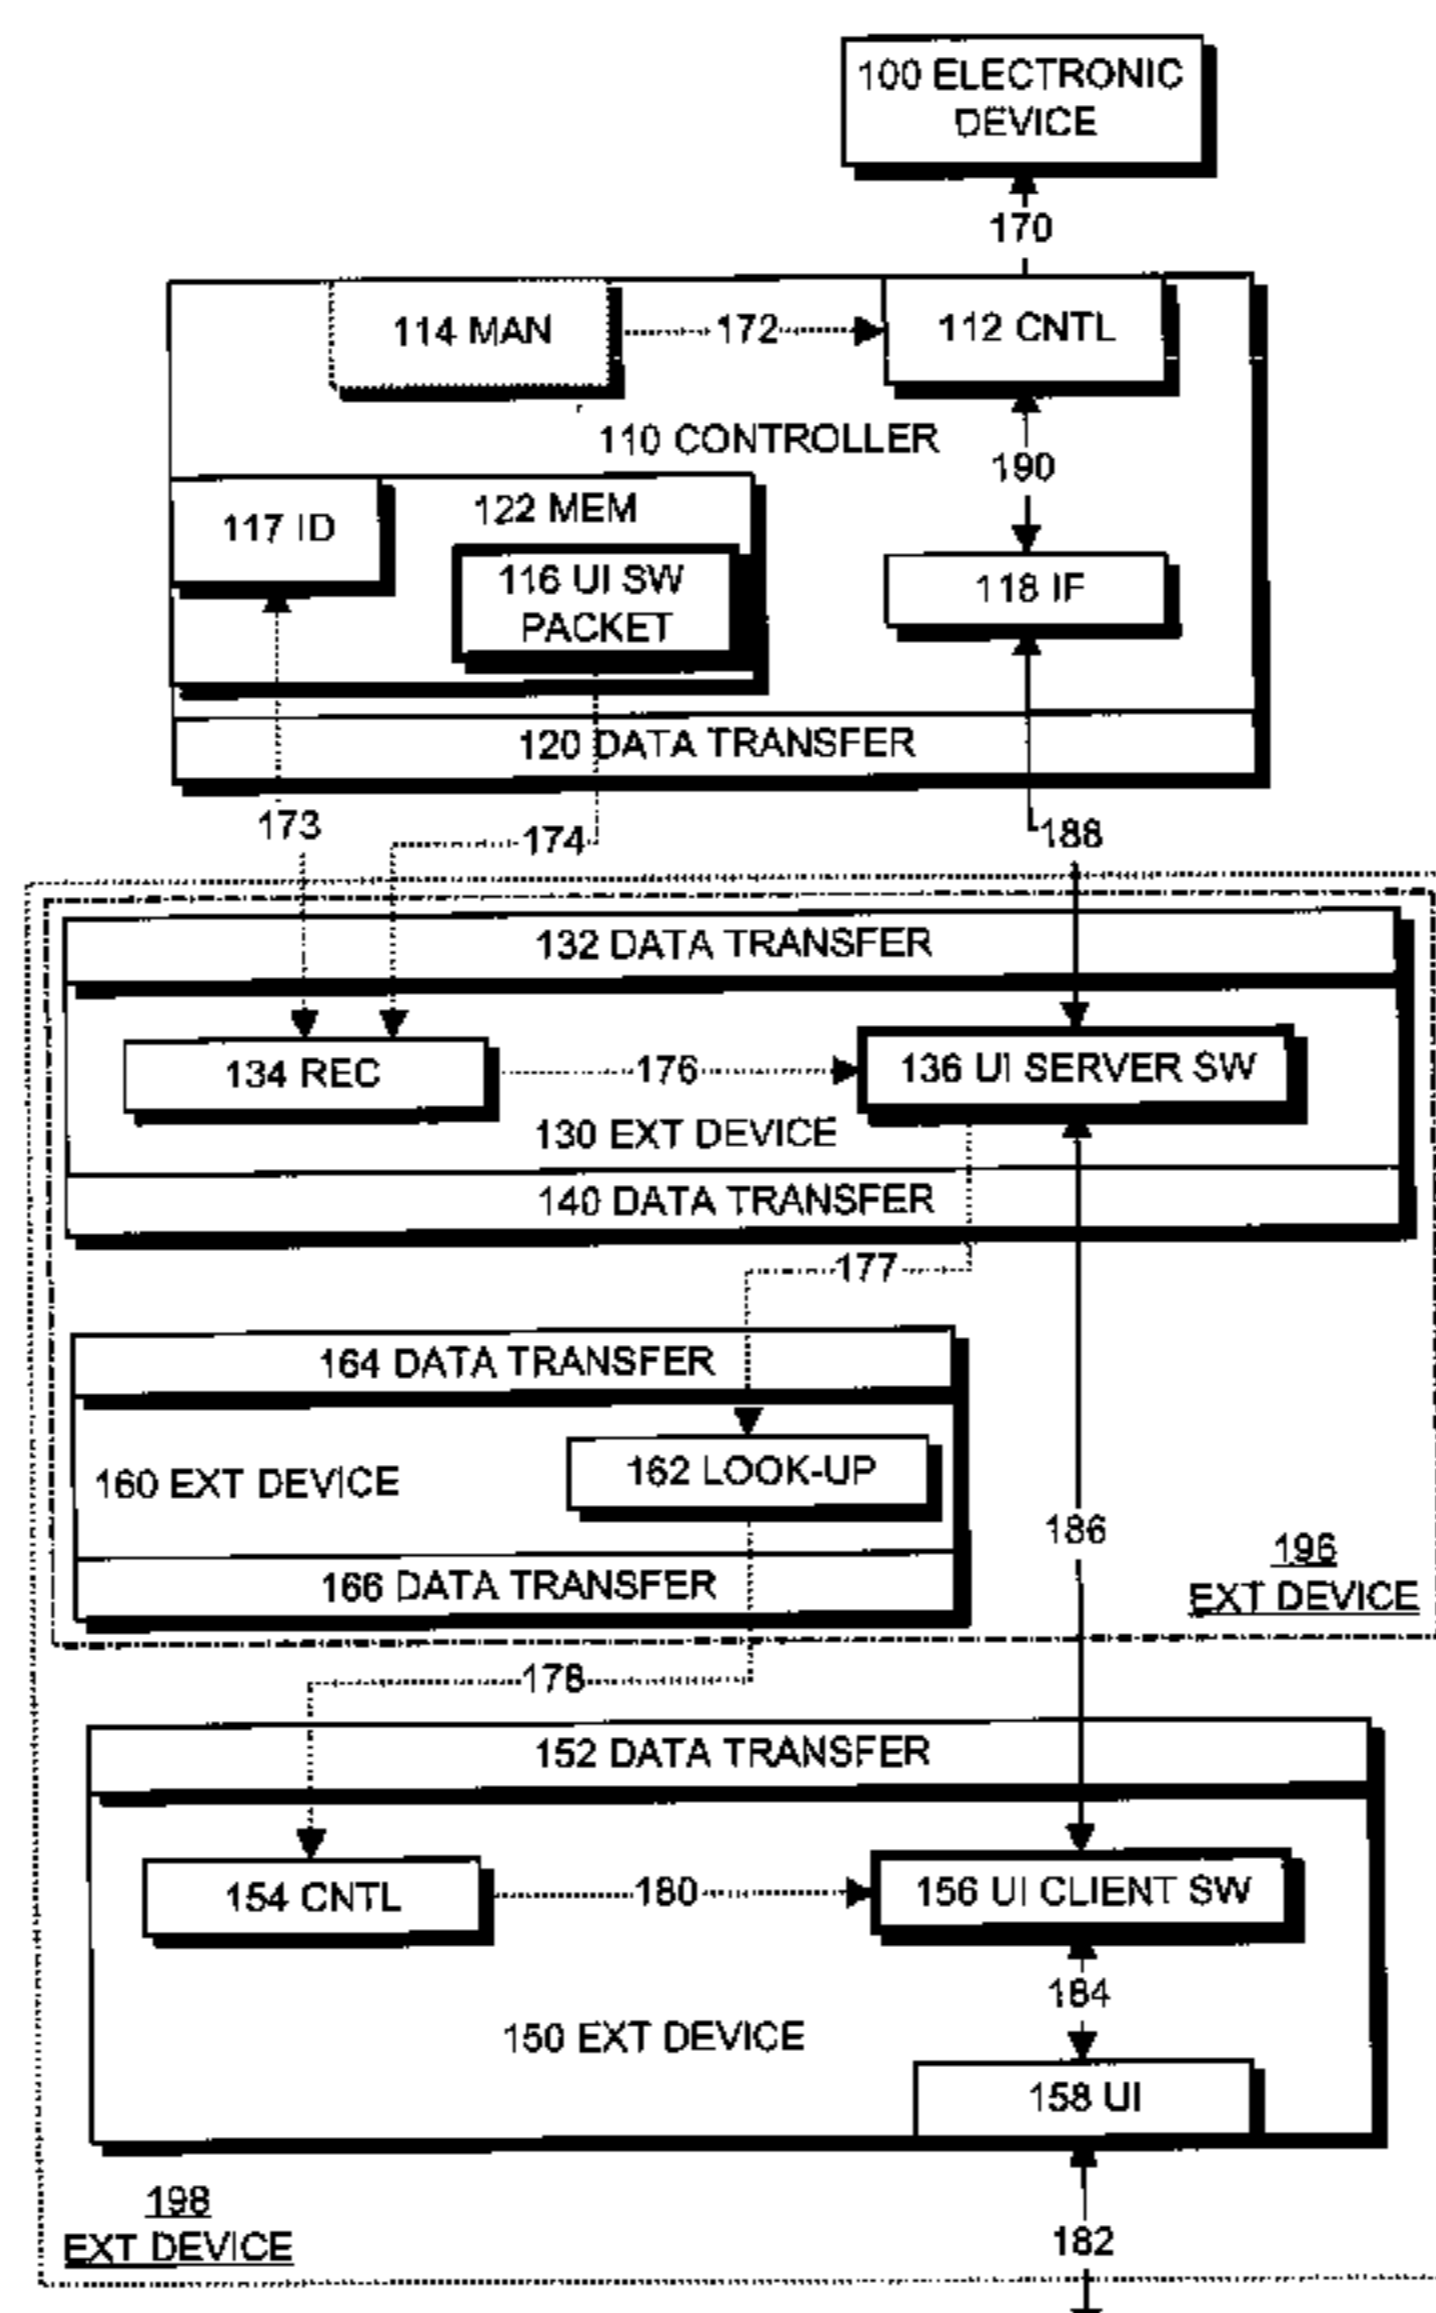 100 ELECTRONIC
DEVICE
170
114 MAN
172
112 CNTL
110 CONTROLLER
190
117 ID
122 MEM
116 UI SW
PACKET
118 IF
120 DATA TRANSFER
173
174
188
132 DATA TRANSFER
134 REC
176
136 UI SERVER SW
130 EXT DEVICE
140 DATA TRANSFER
177
164 DATA TRANSFER
160 EXT DEVICE
162 LOOK-UP
166 DATA TRANSFER
186
196
EXT DEVICE
178
152 DATA TRANSFER
154 CNTL
180
156 UI CLIENT SW
184
150 EXT DEVICE
158 UI
198
EXT DEVICE
182